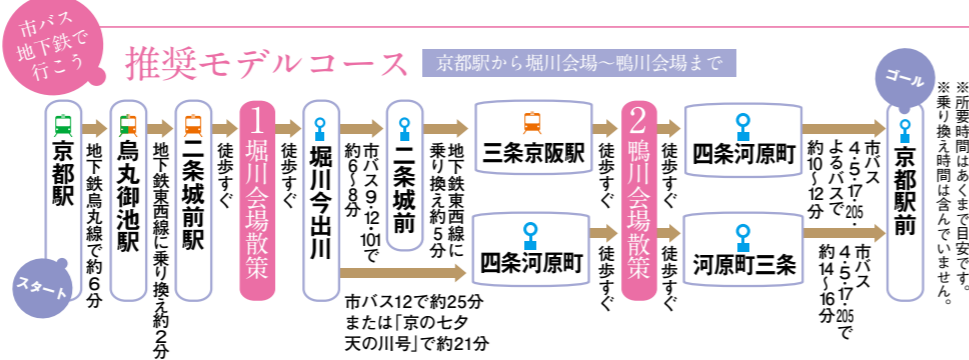 市バス
地下鉄で
行こう
推奨モデルコース
京都駅から堀川会場〜鴨川会場まで
スタート
京都駅
地下鉄烏丸線で約6分
烏丸御池駅
地下鉄東西線に乗り換え約2分
二条城前駅
徒歩すぐ
1 堀川会場散策
徒歩すぐ
堀川今出川
市バス9・12・101で
約6〜8分
二条城前
地下鉄東西線に
乗り換え約5分
三条京阪駅
徒歩すぐ
市バス12で約25分
または「京の七夕
天の川号」で約21分
四条河原町
徒歩すぐ
2 鴨川会場散策
徒歩すぐ
四条河原町
市バス
4・5・17・205・
よるバスで
約10〜12分
徒歩すぐ
河原町三条
市バス
4・5・17・205で
約14〜16分
京都駅前
ゴール
※所要時間はあくまで目安です。
※乗り換え時間は含んでいません。